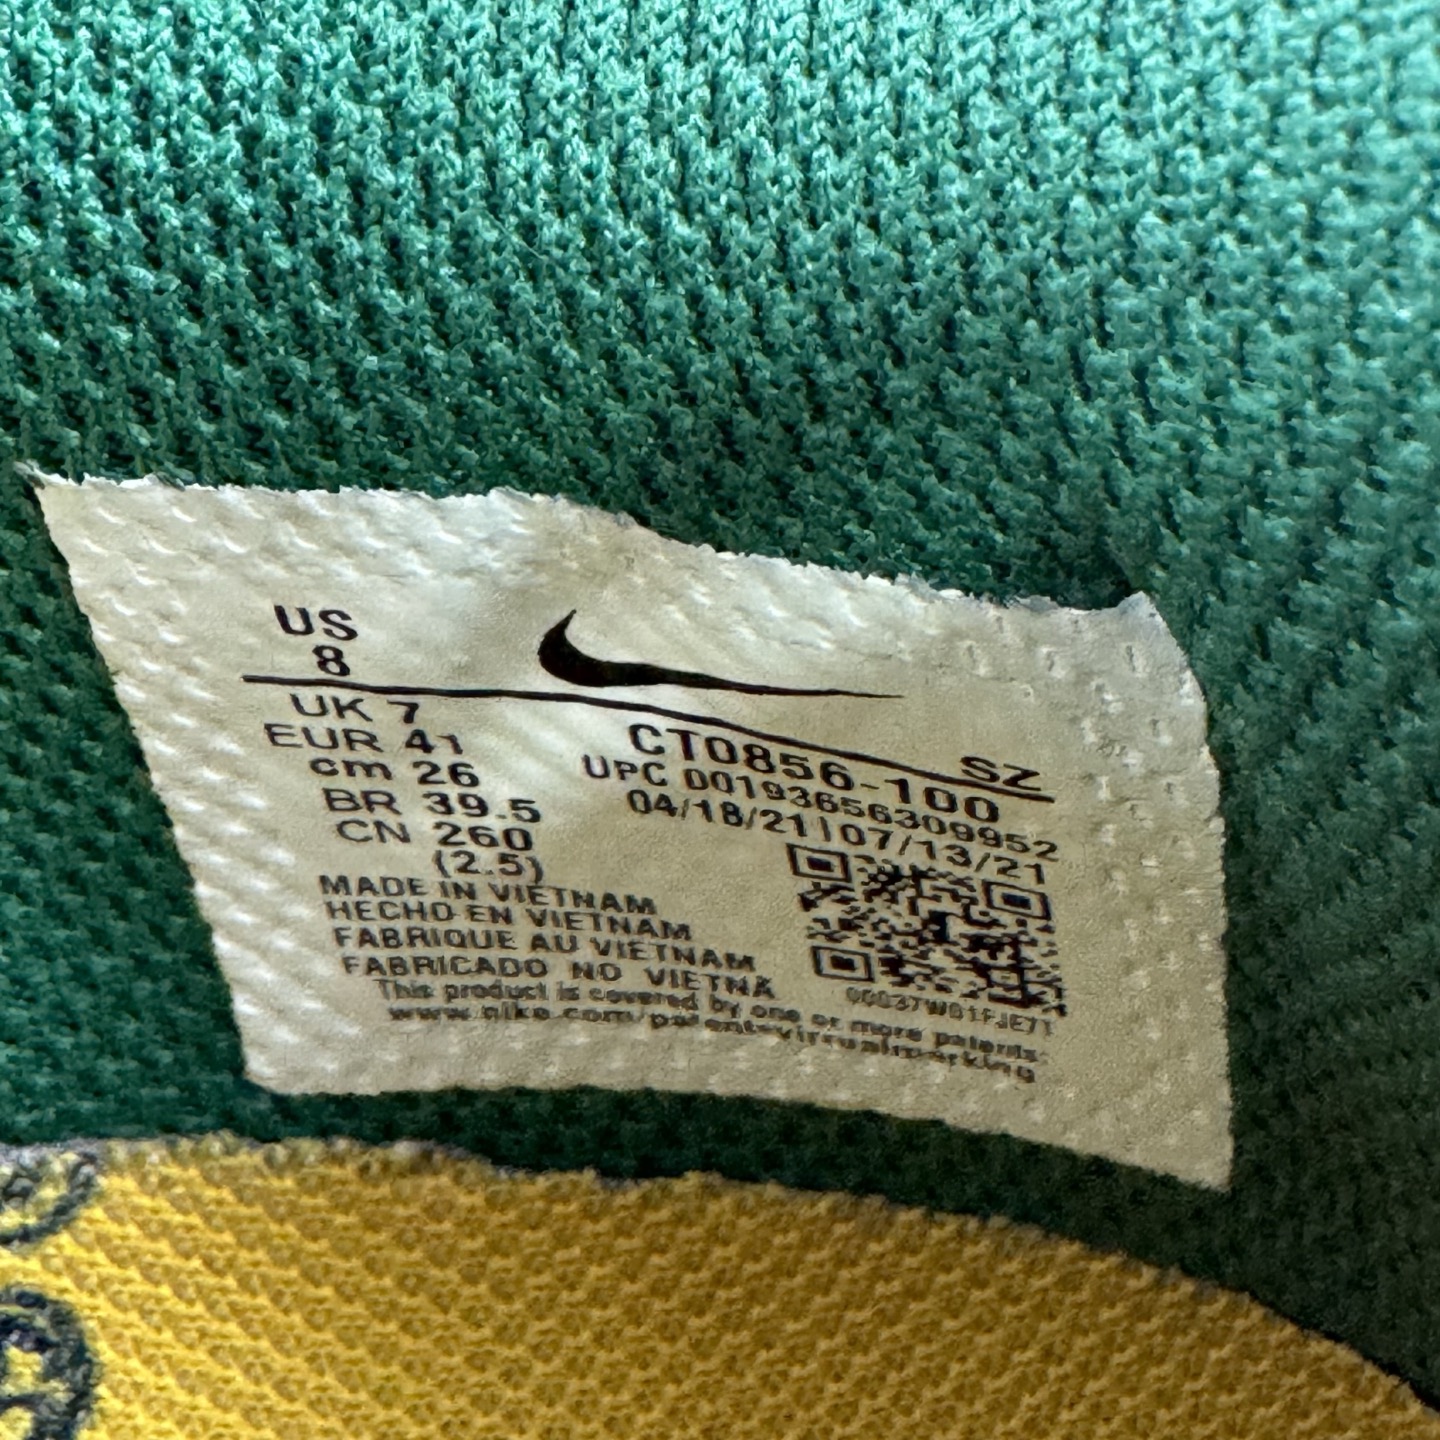 US
8
UK 7
EUR 41
cm 26
BR 39.5
CN 260
(2.5)
SZ
CT0856-100
UPC 00193656309952
04/18/21 07/13/21
MADE IN VIETNAM
HECHO EN VIETNAM
FABRIQUE AU VIETNAM
FABRICADO NO VIETNA
This product is covered by one or more patents:
www.nike.com/patentsvirtualmarking